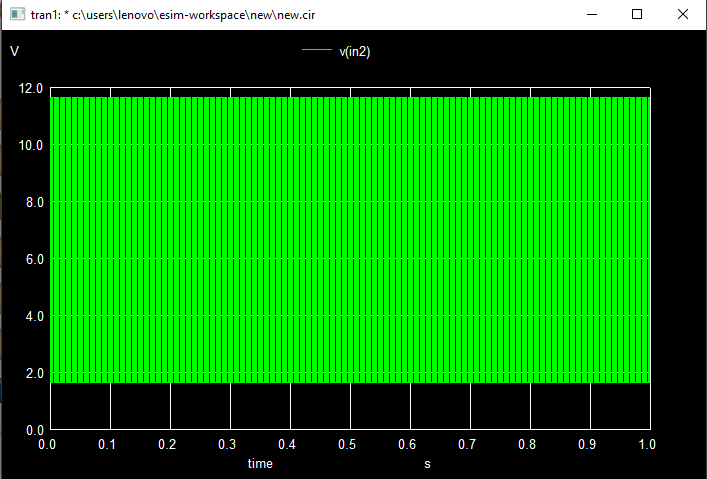 tran1: * c:\users\lenovo\esim-workspace\new\new.cir
V v(in2)
12.0
10.0
8.0
6.0
4.0
2.0
0.0
0.0 0.1 0.2 0.3 0.4 0.5 0.6 0.7 0.8 0.9 1.0
time s